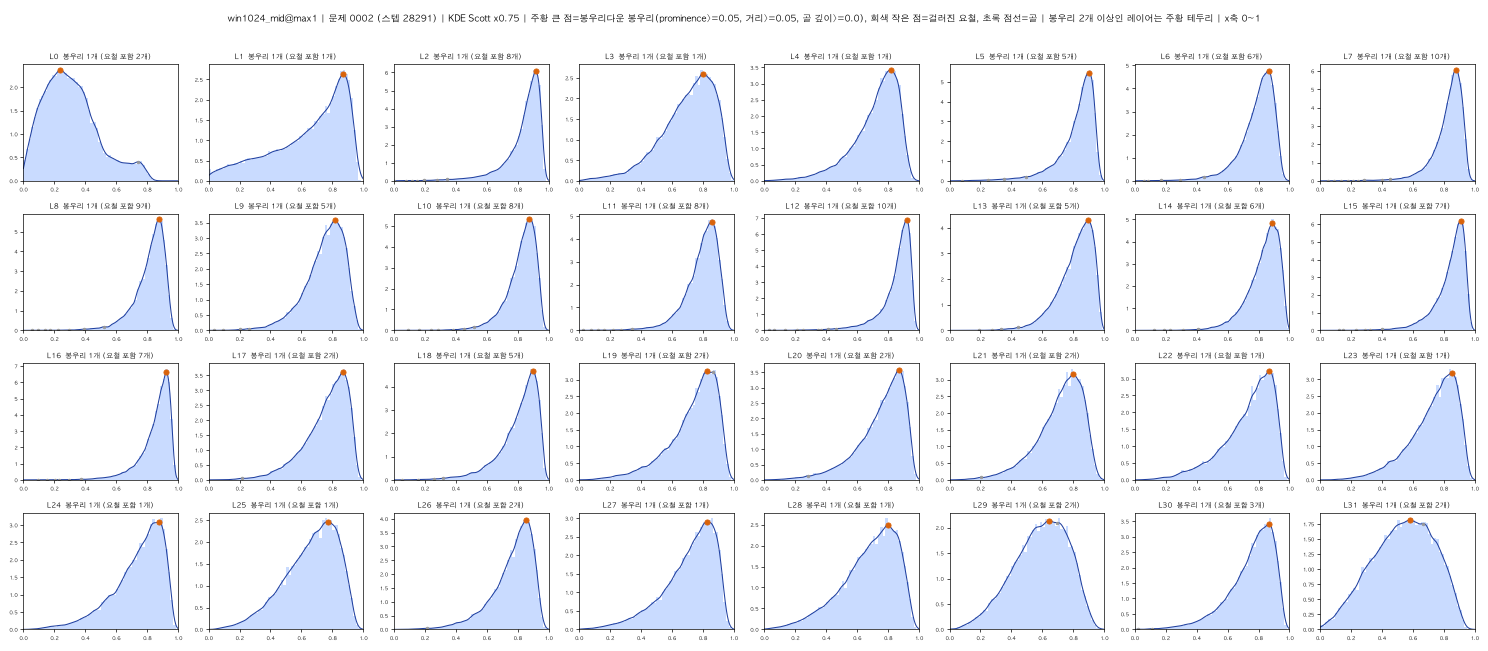 win1024_mid@max1 | 문제 0002 (스텝 28291) | KDE Scott x0.75 | 주황 큰 점=봉우리다운 봉우리(prominence>=0.05, 거리>=0.05, 골 깊이>=0.0), 회색 작은 점=걸러진 요철, 초록 점선=골 | 봉우리 2개 이상인 레이어는 주황 테두리 | x축 0~1
L0 봉우리 1개 (요철 포함 2개)
L1 봉우리 1개 (요철 포함 1개)
L2 봉우리 1개 (요철 포함 8개)
L3 봉우리 1개 (요철 포함 1개)
L4 봉우리 1개 (요철 포함 1개)
L5 봉우리 1개 (요철 포함 5개)
L6 봉우리 1개 (요철 포함 6개)
L7 봉우리 1개 (요철 포함 10개)
L8 봉우리 1개 (요철 포함 9개)
L9 봉우리 1개 (요철 포함 5개)
L10 봉우리 1개 (요철 포함 8개)
L11 봉우리 1개 (요철 포함 8개)
L12 봉우리 1개 (요철 포함 10개)
L13 봉우리 1개 (요철 포함 5개)
L14 봉우리 1개 (요철 포함 6개)
L15 봉우리 1개 (요철 포함 7개)
L16 봉우리 1개 (요철 포함 7개)
L17 봉우리 1개 (요철 포함 2개)
L18 봉우리 1개 (요철 포함 5개)
L19 봉우리 1개 (요철 포함 2개)
L20 봉우리 1개 (요철 포함 2개)
L21 봉우리 1개 (요철 포함 2개)
L22 봉우리 1개 (요철 포함 1개)
L23 봉우리 1개 (요철 포함 1개)
L24 봉우리 1개 (요철 포함 1개)
L25 봉우리 1개 (요철 포함 1개)
L26 봉우리 1개 (요철 포함 2개)
L27 봉우리 1개 (요철 포함 1개)
L28 봉우리 1개 (요철 포함 1개)
L29 봉우리 1개 (요철 포함 2개)
L30 봉우리 1개 (요철 포함 3개)
L31 봉우리 1개 (요철 포함 2개)